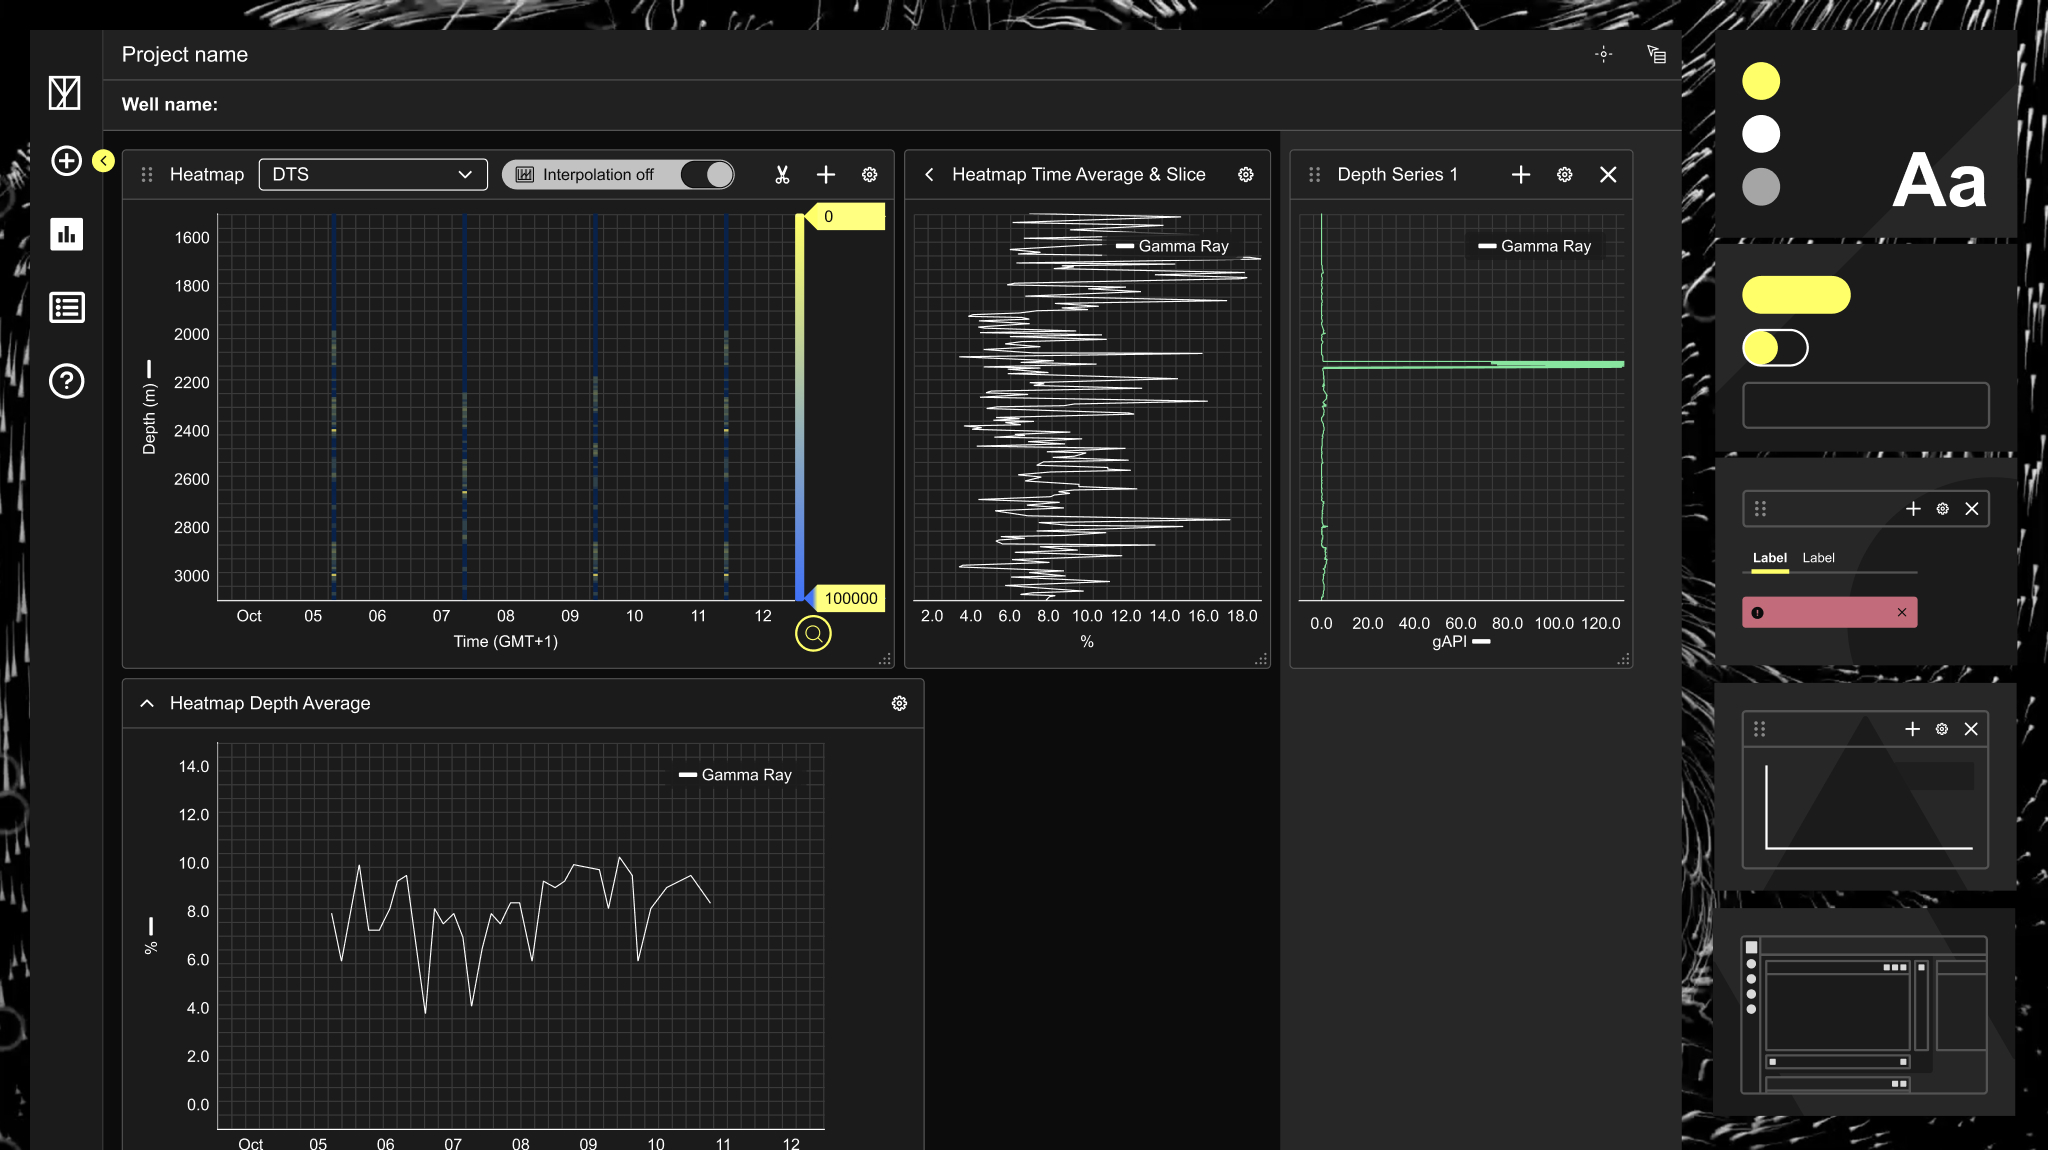 Project name
Well name:
Heatmap
DTS
Interpolation off
0
1600
1800
2000
2200
2400
2600
2800
3000
Depth (m)
100000
Oct 05 06 07 08 09 10 11 12
Time (GMT+1)
Heatmap Time Average & Slice
Gamma Ray
2.0 4.0 6.0 8.0 10.0 12.0 14.0 16.0 18.0
%
Depth Series 1
Gamma Ray
0.0 20.0 40.0 60.0 80.0 100.0 120.0
gAPI
Heatmap Depth Average
Gamma Ray
14.0
12.0
10.0
8.0
6.0
4.0
2.0
0.0
%
Oct 05 06 07 08 09 10 11 12
Aa
Label Label